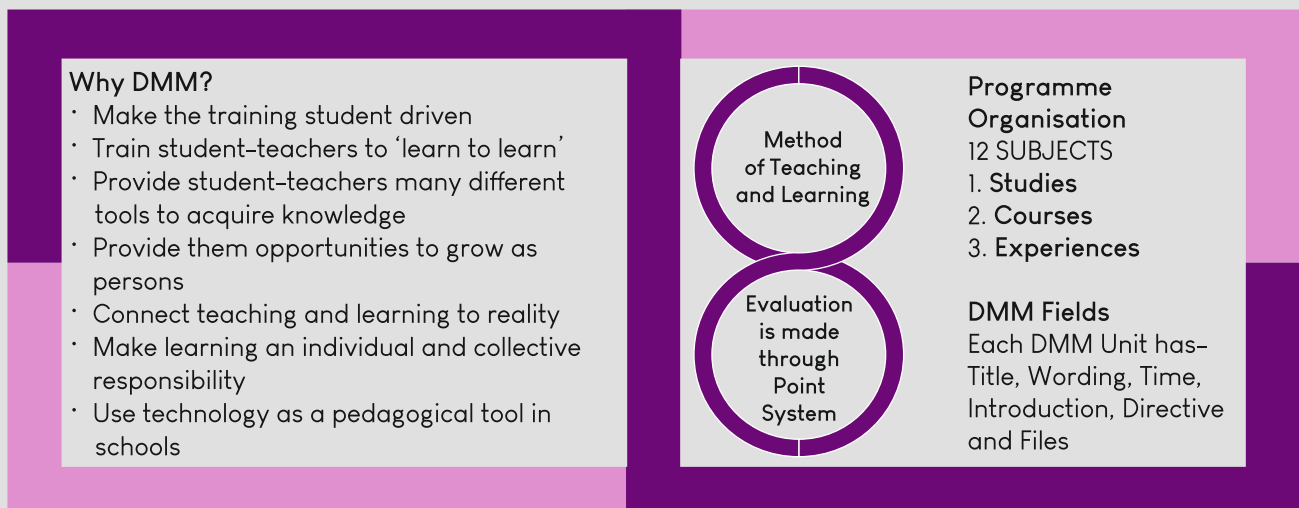 Why DMM?
· Make the training student driven
· Train student-teachers to ‘learn to learn’
· Provide student-teachers many different
tools to acquire knowledge
· Provide them opportunities to grow as
persons
· Connect teaching and learning to reality
· Make learning an individual and collective
responsibility
· Use technology as a pedagogical tool in
schools
Method
of Teaching
and Learning
Evaluation
is made
through
Point
System
Programme
Organisation
12 SUBJECTS
1. Studies
2. Courses
3. Experiences
DMM Fields
Each DMM Unit has-
Title, Wording, Time,
Introduction, Directive
and Files